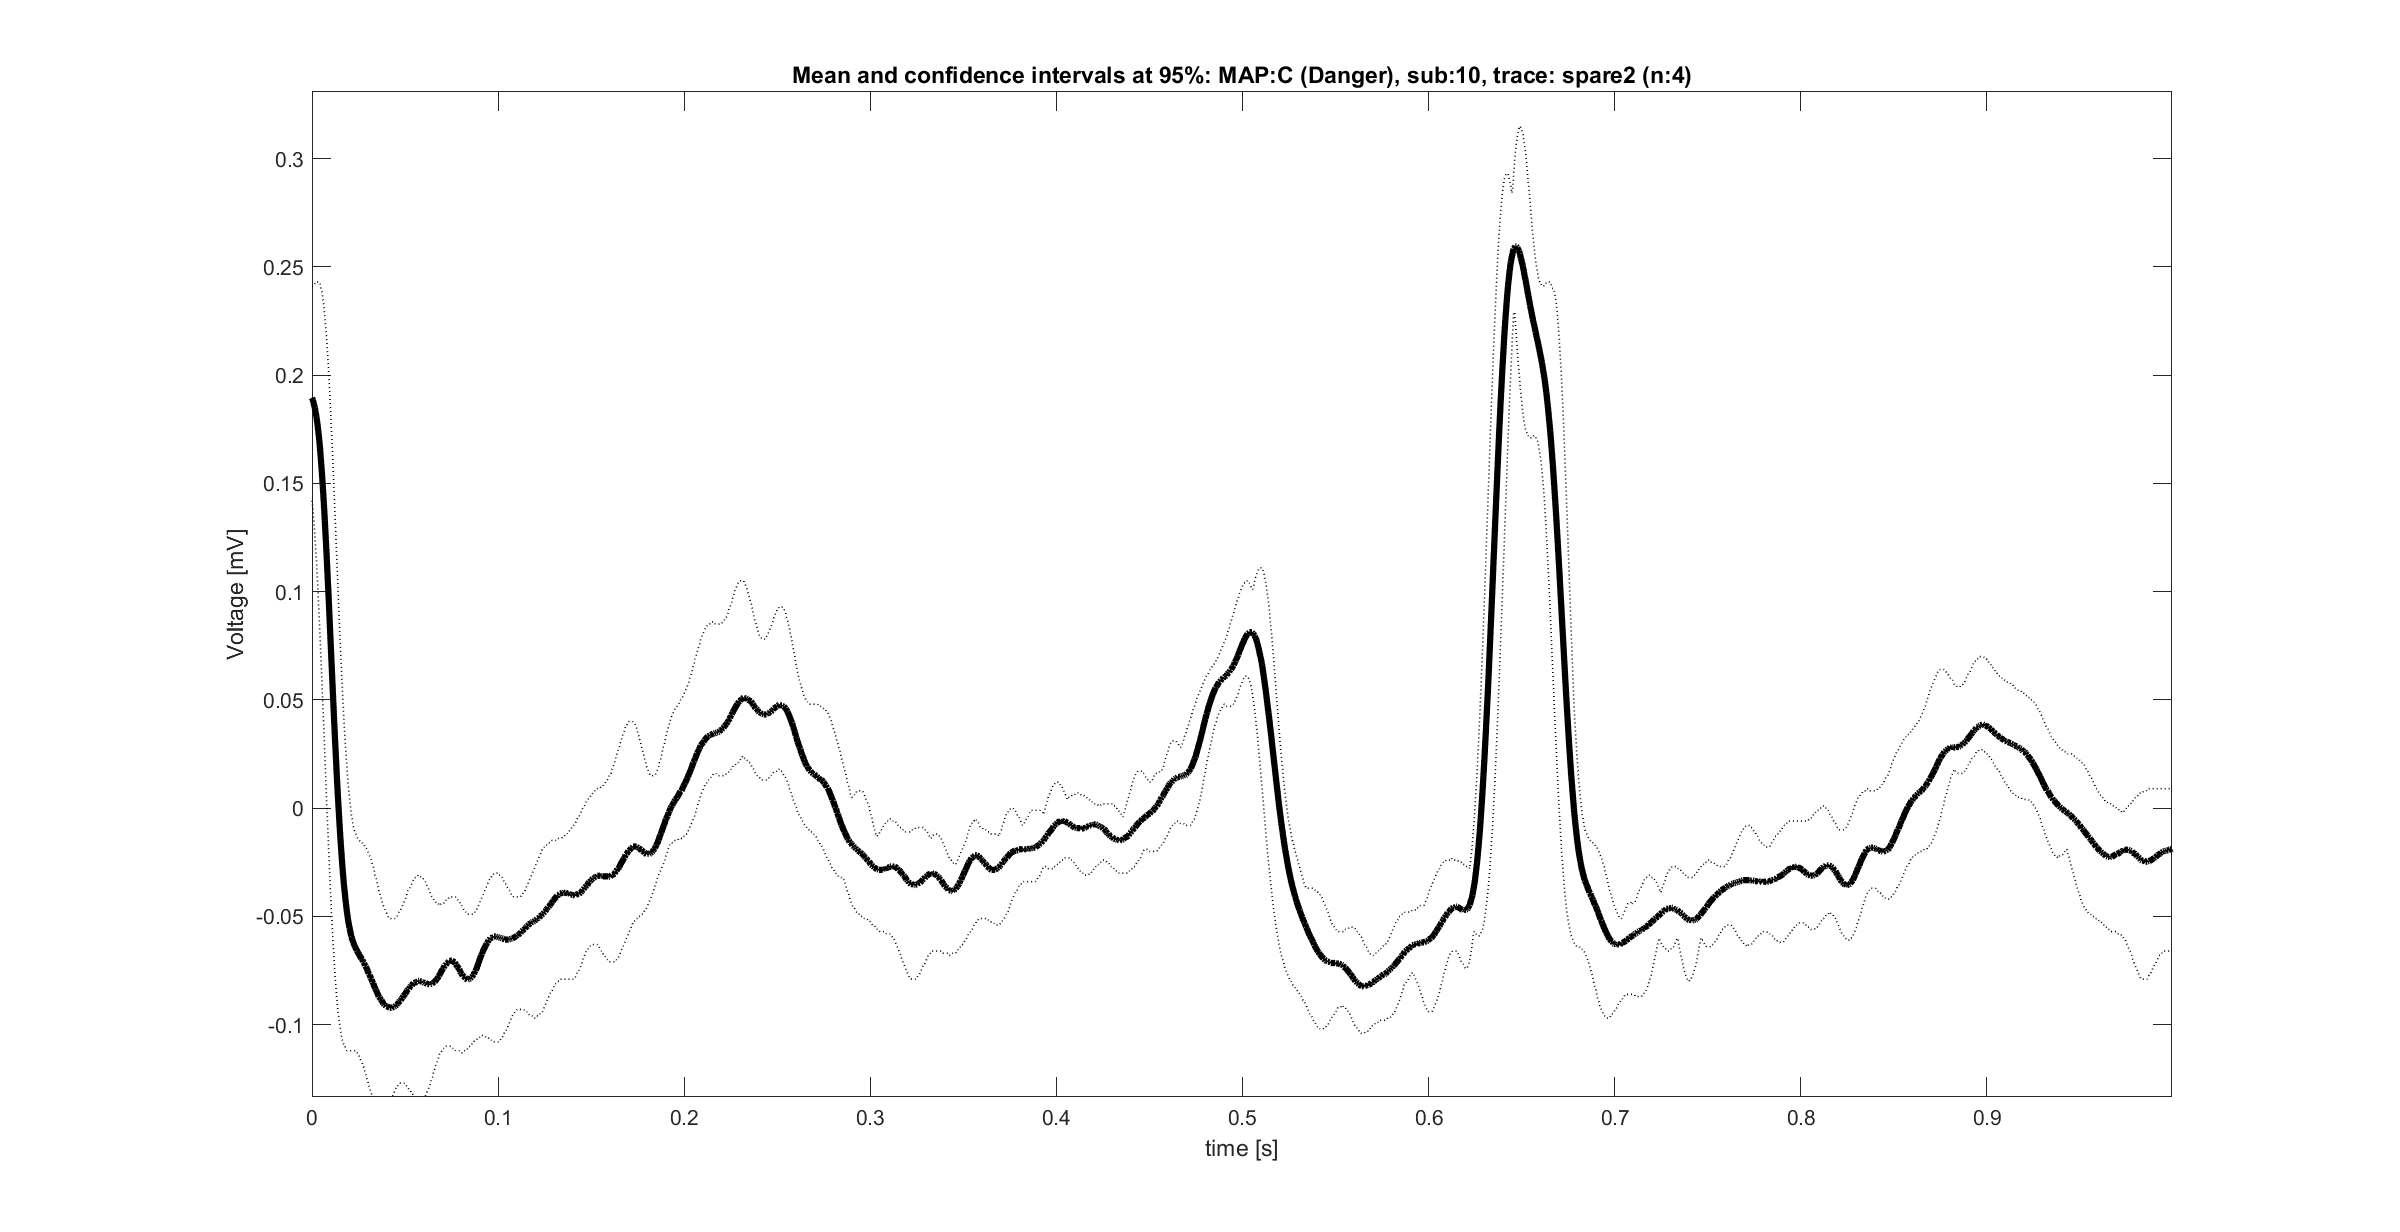 Mean and confidence intervals at 95%: MAP:C (Danger), sub:10, trace: spare2 (n:4)
0.3
0.25
0.2
0.15
0.1
0.05
0
-0.05
-0.1
Voltage [mV]
0 0.1 0.2 0.3 0.4 0.5 0.6 0.7 0.8 0.9
time [s]